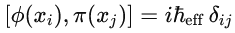 [ϕ(xᵢ), π(xⱼ)] = iℏ_eff δᵢⱼ